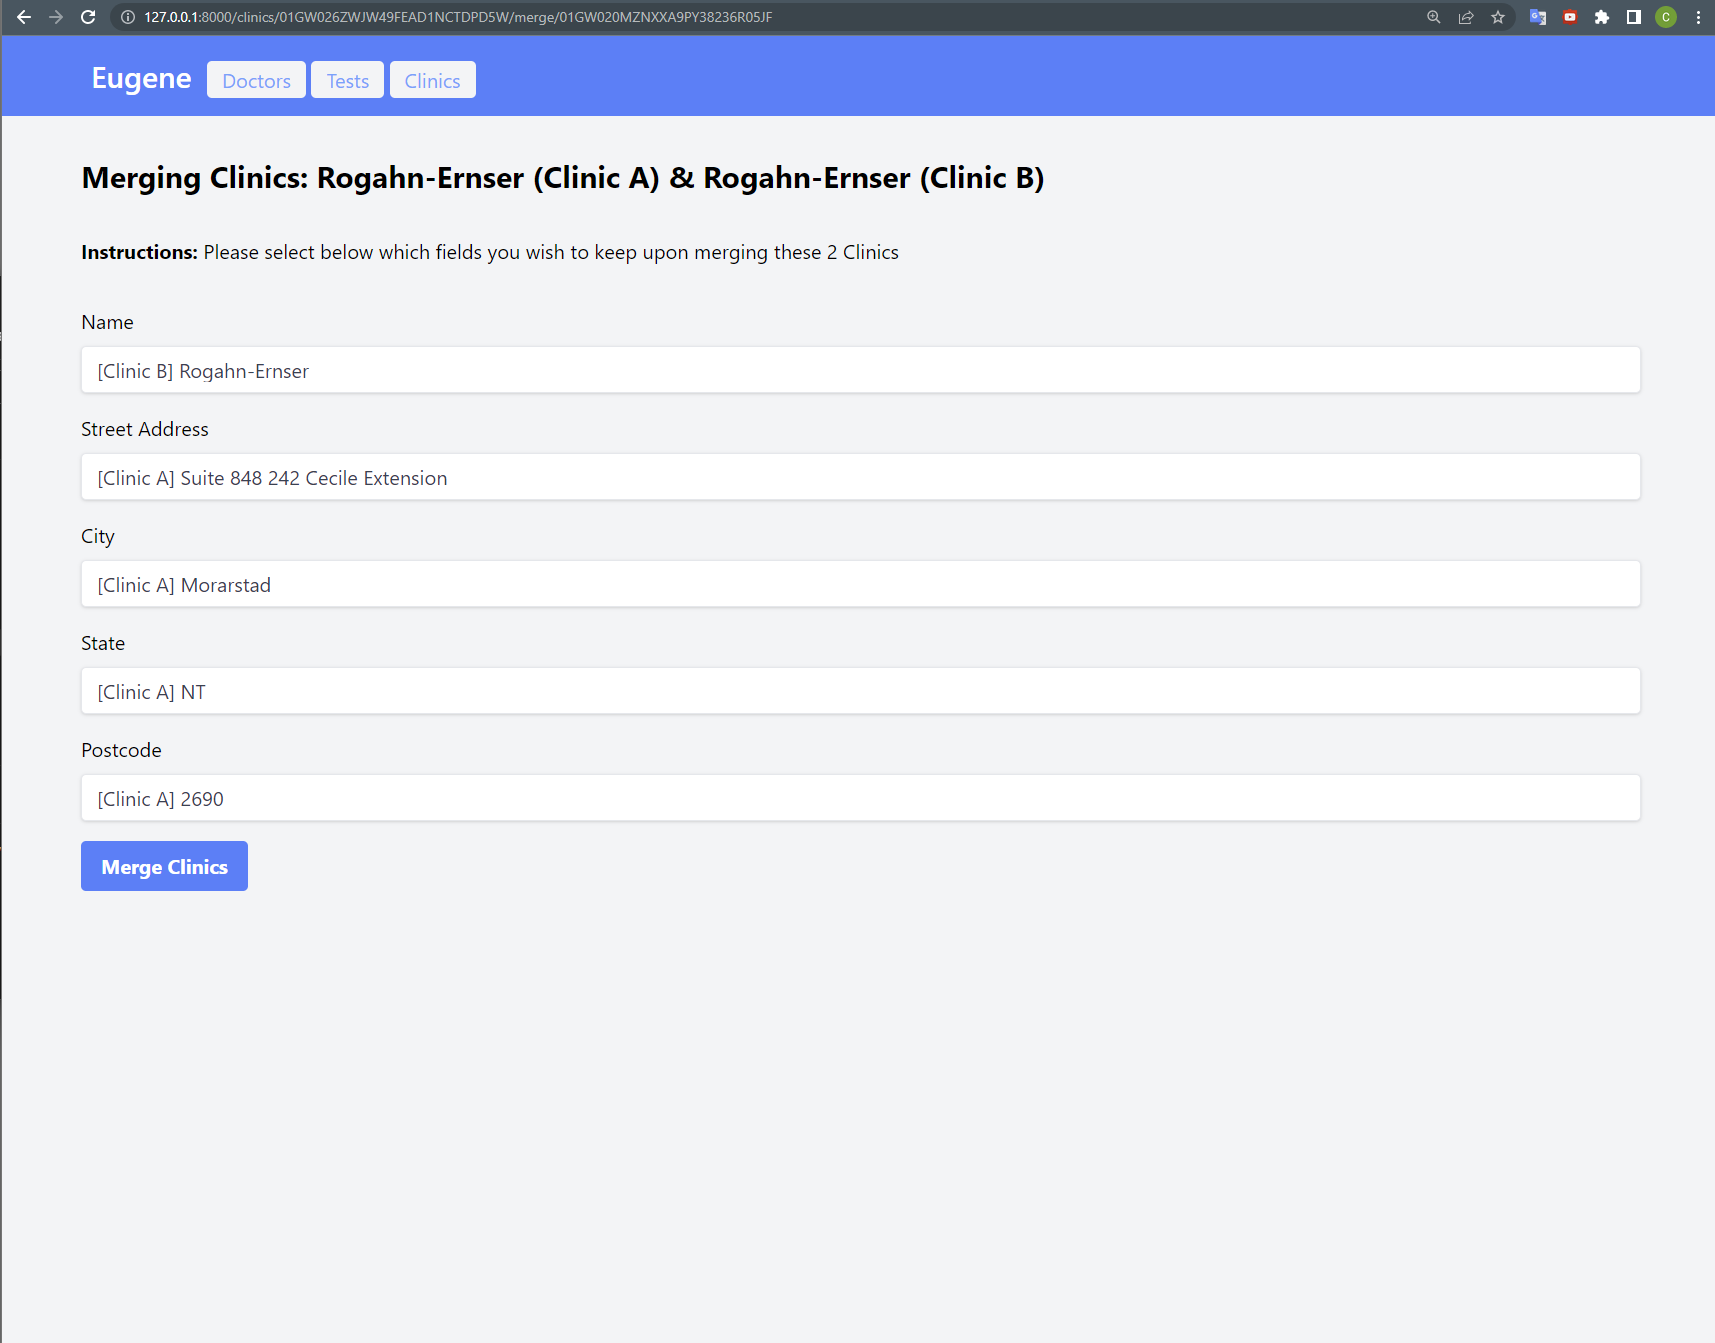 127.0.0.1:8000/clinics/01GW026ZWJW49FEAD1NCTDPD5W/merge/01GW020MZNXXA9PY38236R05JF
C
Eugene Doctors Tests Clinics
Merging Clinics: Rogahn-Ernser (Clinic A) & Rogahn-Ernser (Clinic B)
Instructions: Please select below which fields you wish to keep upon merging these 2 Clinics
Name
[Clinic B] Rogahn-Ernser
Street Address
[Clinic A] Suite 848 242 Cecile Extension
City
[Clinic A] Morarstad
State
[Clinic A] NT
Postcode
[Clinic A] 2690
Merge Clinics